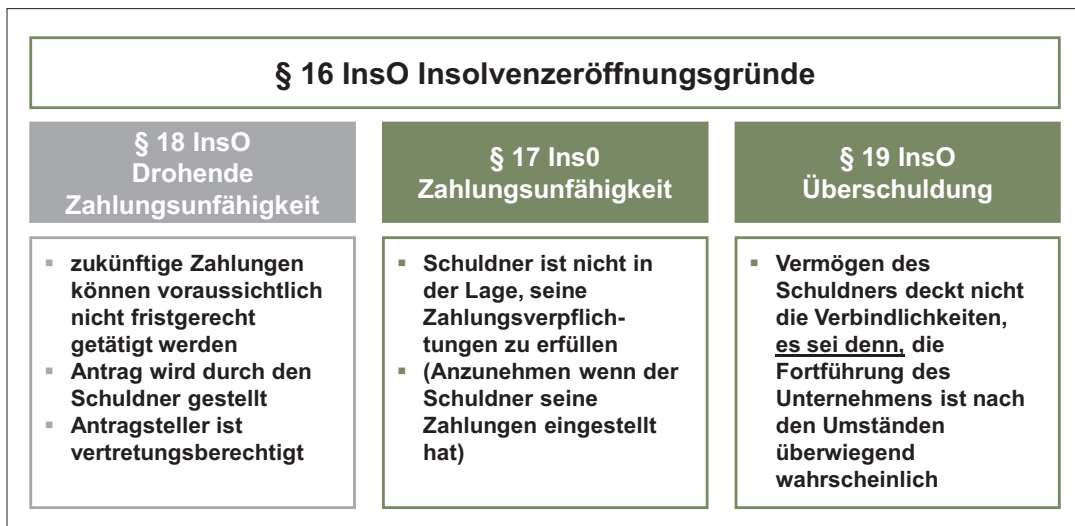 § 16 InsO Insolvenzeröffnungsgründe
§ 18 InsO
Drohende
Zahlungsunfähigkeit
▪ zukünftige Zahlungen
können voraussichtlich
nicht fristgerecht
getätigt werden
▪ Antrag wird durch den
Schuldner gestellt
▪ Antragsteller ist
vertretungsberechtigt
§ 17 Ins0
Zahlungsunfähigkeit
▪ Schuldner ist nicht in
der Lage, seine
Zahlungsverpflich-
tungen zu erfüllen
▪ (Anzunehmen wenn der
Schuldner seine
Zahlungen eingestellt
hat)
§ 19 InsO
Überschuldung
▪ Vermögen des
Schuldners deckt nicht
die Verbindlichkeiten,
es sei denn, die
Fortführung des
Unternehmens ist nach
den Umständen
überwiegend
wahrscheinlich